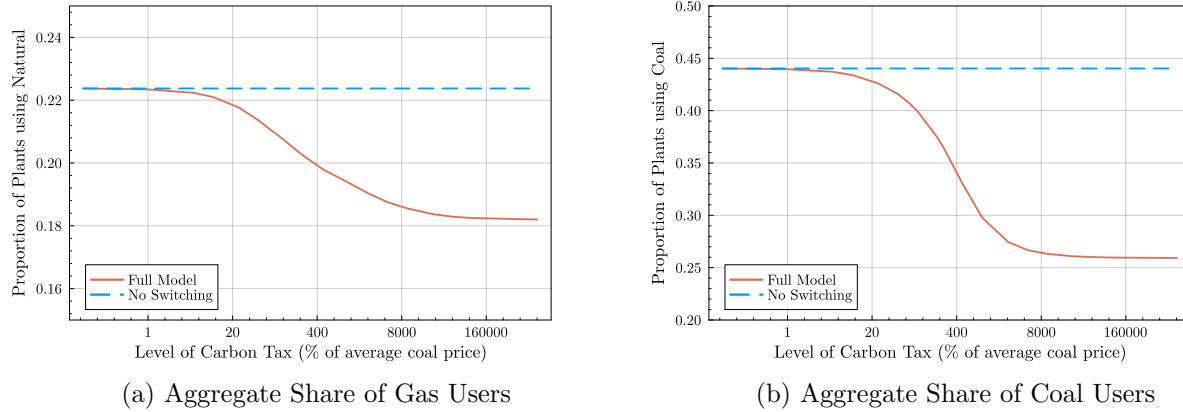 Proportion of Plants using Natural
0.24
0.22
0.20
0.18
0.16
Full Model
No Switching
1
20
400
8000
160000
Level of Carbon Tax (% of average coal price)
(a) Aggregate Share of Gas Users
Proportion of Plants using Coal
0.50
0.45
0.40
0.35
0.30
0.25
0.20
Full Model
No Switching
1
20
400
8000
160000
Level of Carbon Tax (% of average coal price)
(b) Aggregate Share of Coal Users